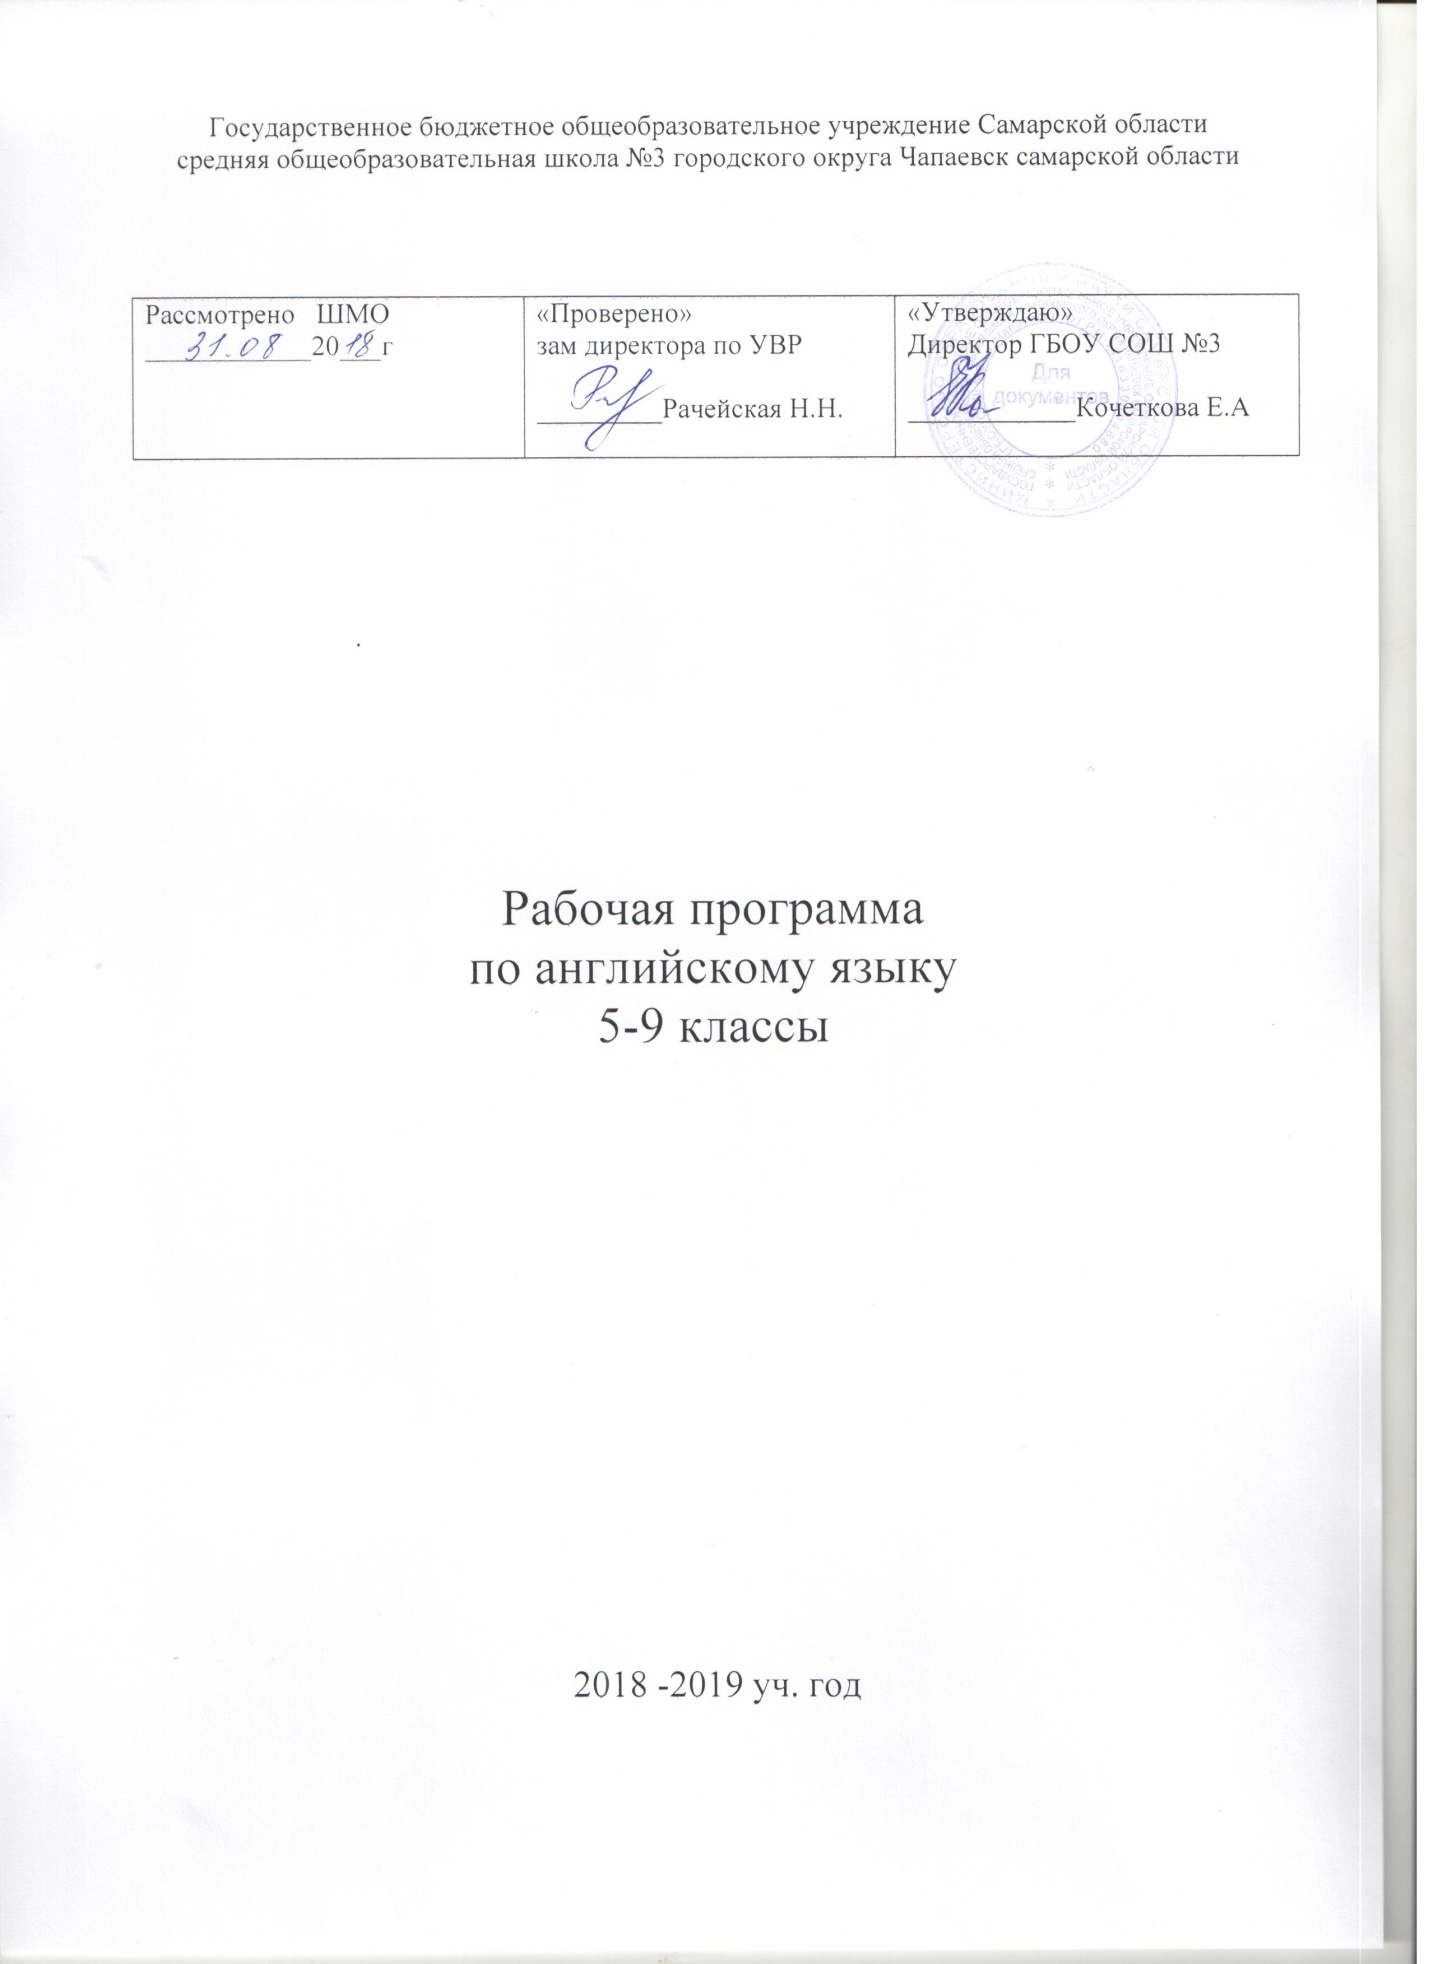 Государственное бюджетное общеобразовательное учреждение Самарской области
средняя общеобразовательная школа №3 городского округа Чапаевск самарской области
Рассмотрено ШМО
31.08 2018г
«Проверено»
зам директора по УВР
Рачейская Н.Н.
«Утверждаю»
Директор ГБОУ СОШ №3
Кочеткова Е.А
Для
документов
Рабочая программа
по английскому языку
5-9 классы
2018 -2019 уч. год